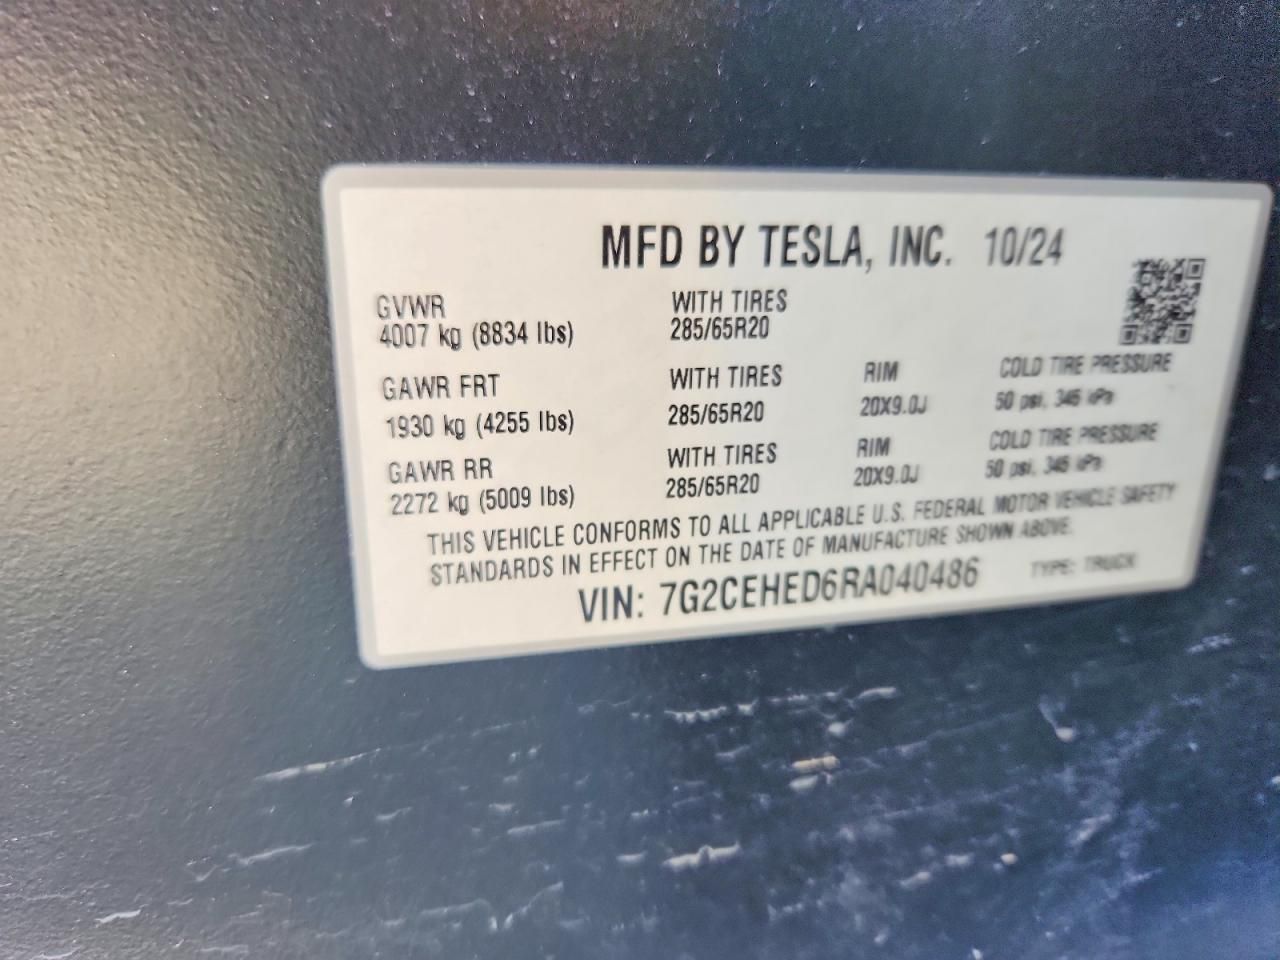 MFD BY TESLA, INC. 10/24
GVWR WITH TIRES
4007 kg (8834 lbs) 285/65R20
GAWR FRT WITH TIRES RIM COLD TIRE PRESSURE
1930 kg (4255 lbs) 285/65R20 20X9.0J 50 psi, 345 kPa
GAWR RR WITH TIRES RIM COLD TIRE PRESSURE
2272 kg (5009 lbs) 285/65R20 20X9.0J 50 psi, 345 kPa
THIS VEHICLE CONFORMS TO ALL APPLICABLE U.S. FEDERAL MOTOR VEHICLE SAFETY
STANDARDS IN EFFECT ON THE DATE OF MANUFACTURE SHOWN ABOVE.
VIN: 7G2CEHED6RA040486 TYPE: TRUCK